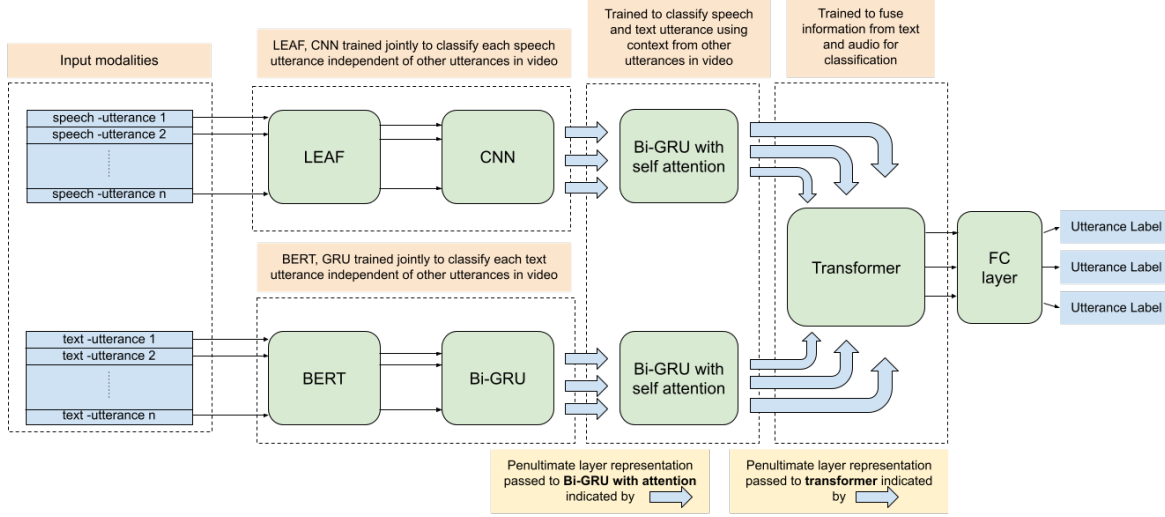 Input modalities
LEAF, CNN trained jointly to classify each speech
utterance independent of other utterances in video
Trained to classify speech
and text utterance using
context from other
utterances in video
Trained to fuse
information from text
and audio for
classification
speech -utterance 1
speech -utterance 2
speech -utterance n
LEAF
CNN
Bi-GRU with
self attention
BERT, GRU trained jointly to classify each text
utterance independent of other utterances in video
Transformer
FC
layer
Utterance Label
Utterance Label
Utterance Label
text -utterance 1
text -utterance 2
text -utterance n
BERT
Bi-GRU
Bi-GRU with
self attention
Penultimate layer representation
passed to Bi-GRU with attention
indicated by
Penultimate layer representation
passed to transformer indicated
by